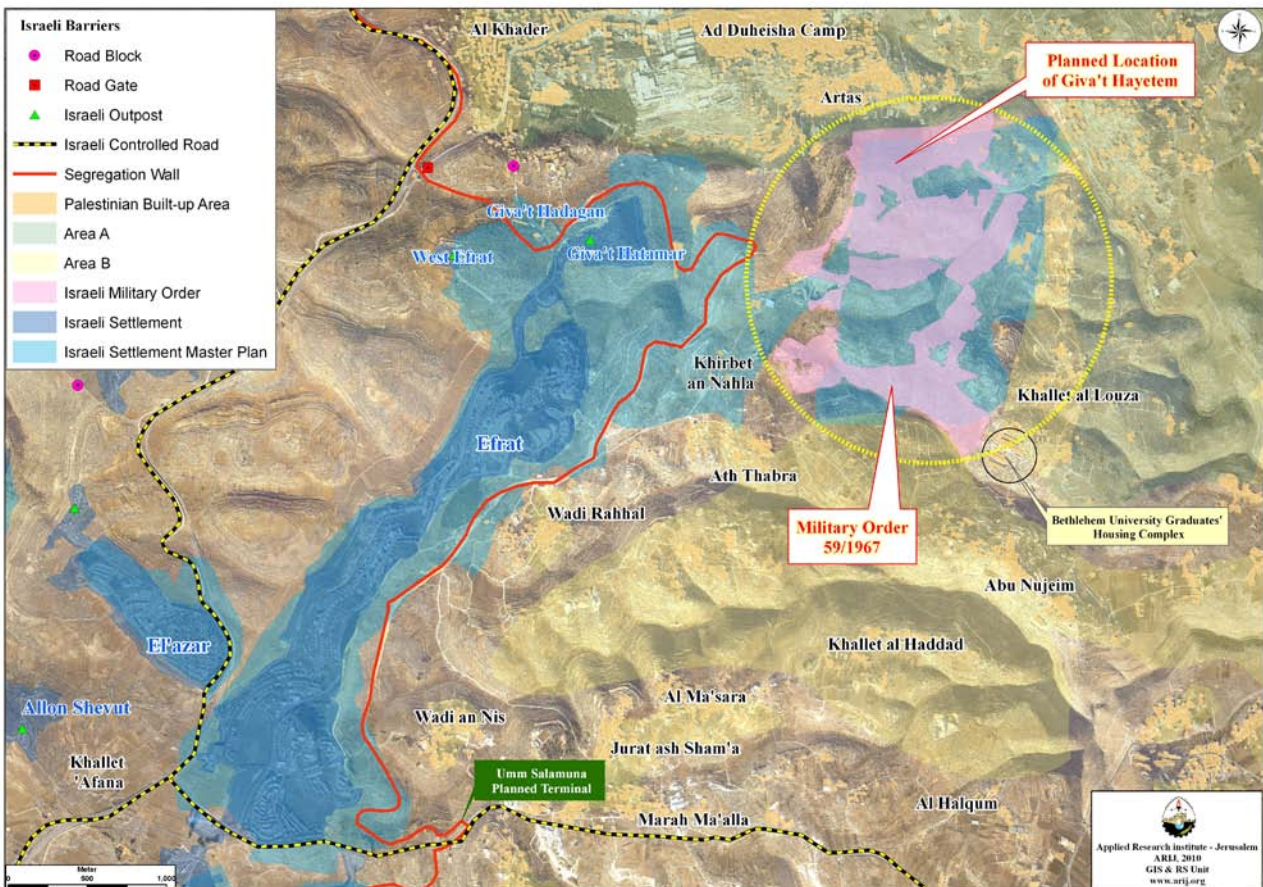 Israeli Barriers
Road Block
Road Gate
Israeli Outpost
Israeli Controlled Road
Segregation Wall
Palestinian Built-up Area
Area A
Area B
Israeli Military Order
Israeli Settlement
Israeli Settlement Master Plan
Al Khader
Ad Duheisha Camp
Planned Location
of Giva't Hayetem
Artas
Giva't Hadagan
West Efrat
Giva't Hatamar
Khirbet
an Nahla
Khallet al Louza
Efrat
Ath Thabra
Wadi Rahhal
Military Order
59/1967
Bethlehem University Graduates'
Housing Complex
Abu Nujeim
El'azar
Khallet al Haddad
Al Ma'sara
Allon Shevut
Wadi an Nis
Jurat ash Sham'a
Khallet
'Afana
Umm Salamuna
Planned Terminal
Al Halqum
Marah Ma'alla
Meter
0 500 1,000
Applied Research institute - Jerusalem
ARIJ, 2010
GIS & RS Unit
www.arij.org